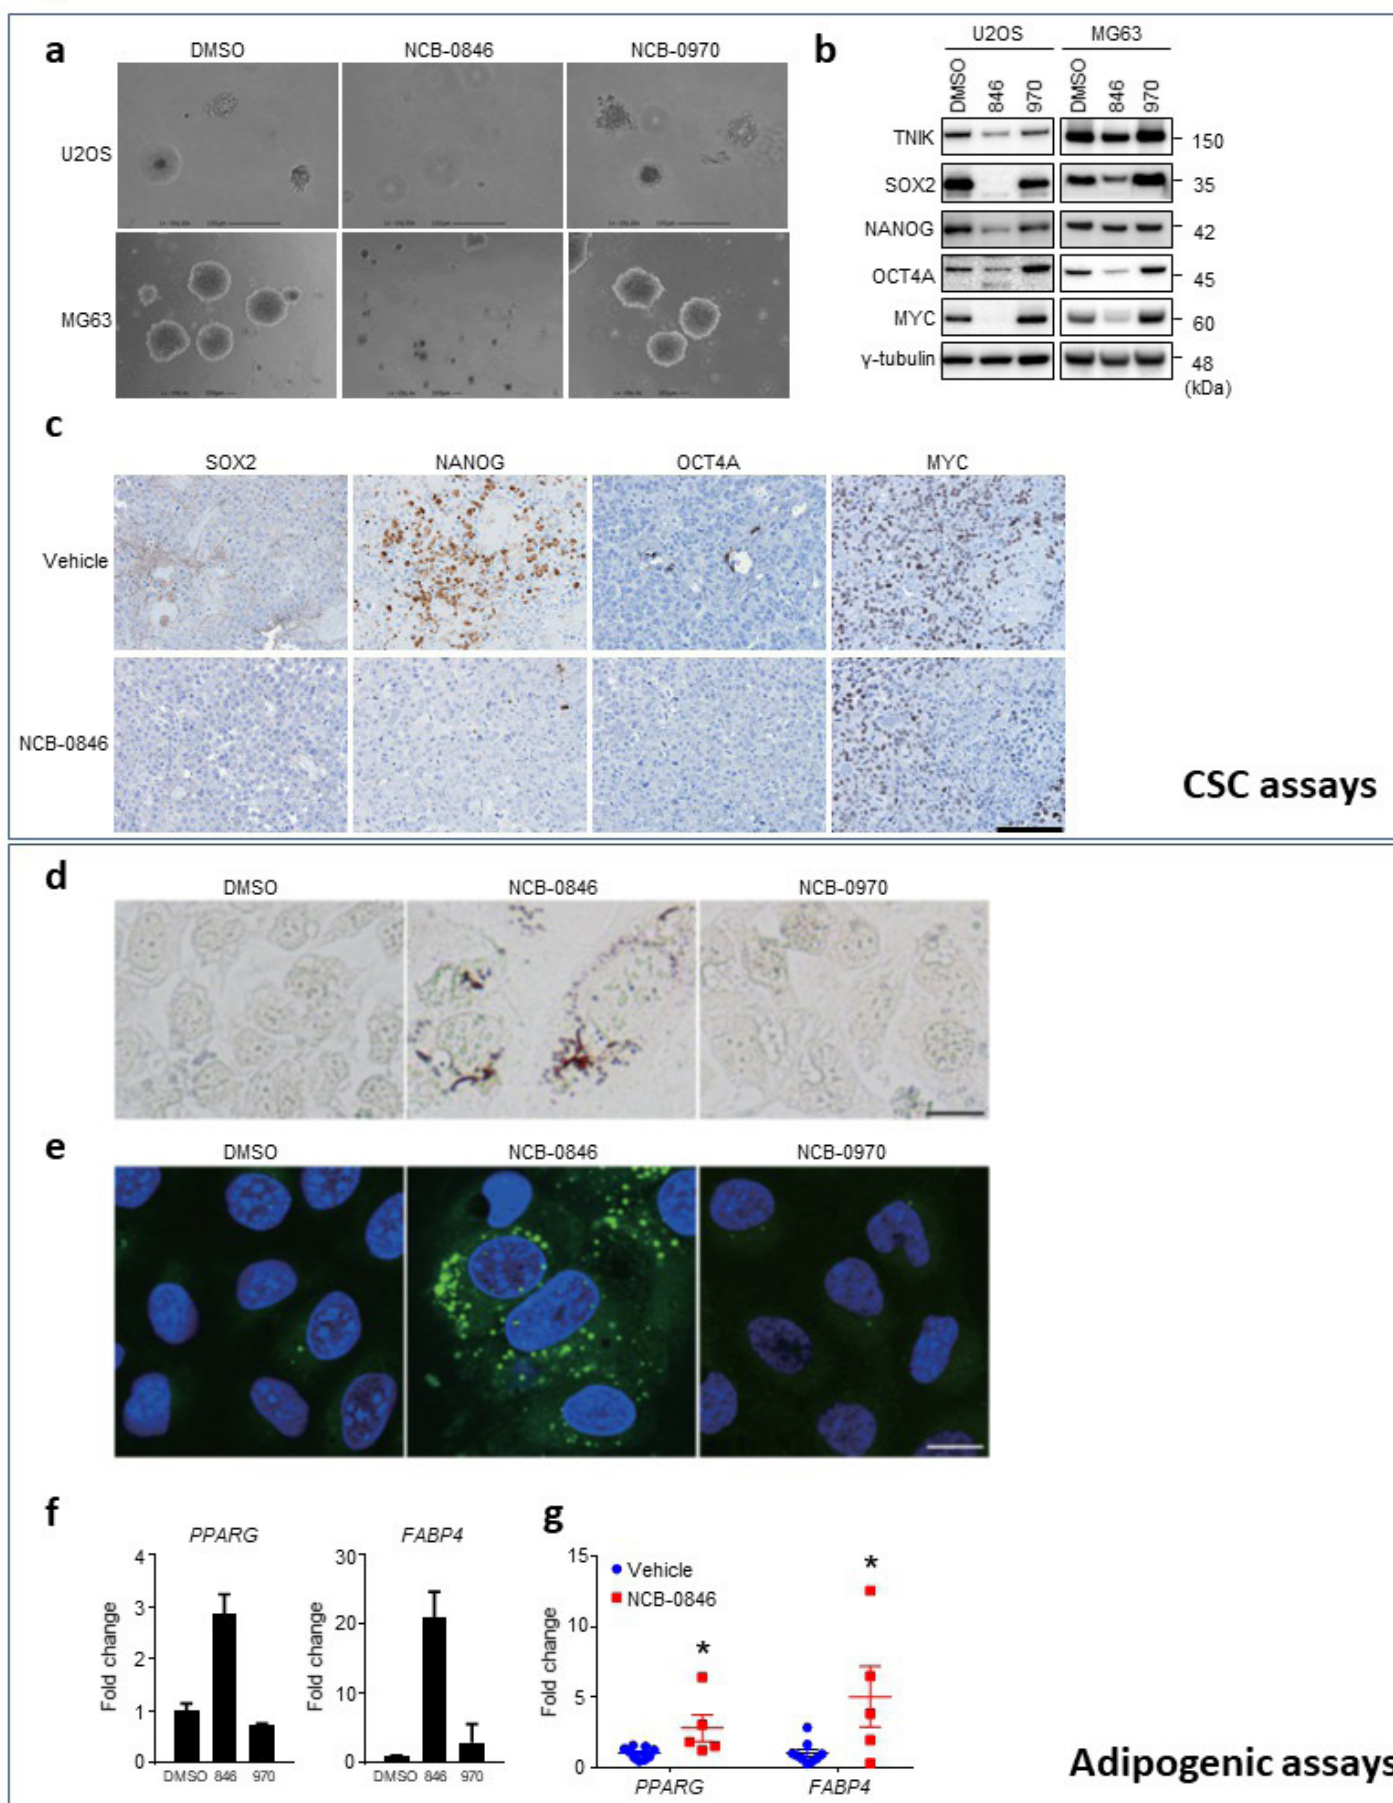 a
DMSO NCB-0846 NCB-0970
U2OS
MG63
b
U2OS MG63
DMSO 846 970 DMSO 846 970
TNIK 150
SOX2 35
NANOG 42
OCT4A 45
MYC 60
γ-tubulin 48
(kDa)
c
SOX2 NANOG OCT4A MYC
Vehicle
NCB-0846
CSC assays
d
DMSO NCB-0846 NCB-0970
e
DMSO NCB-0846 NCB-0970
f
PPARG
Fold change
4
3
2
1
0
DMSO 846 970
FABP4
Fold change
30
20
10
0
DMSO 846 970
g
Fold change
15
10
5
0
Vehicle
NCB-0846
*
*
PPARG FABP4
Adipogenic assays